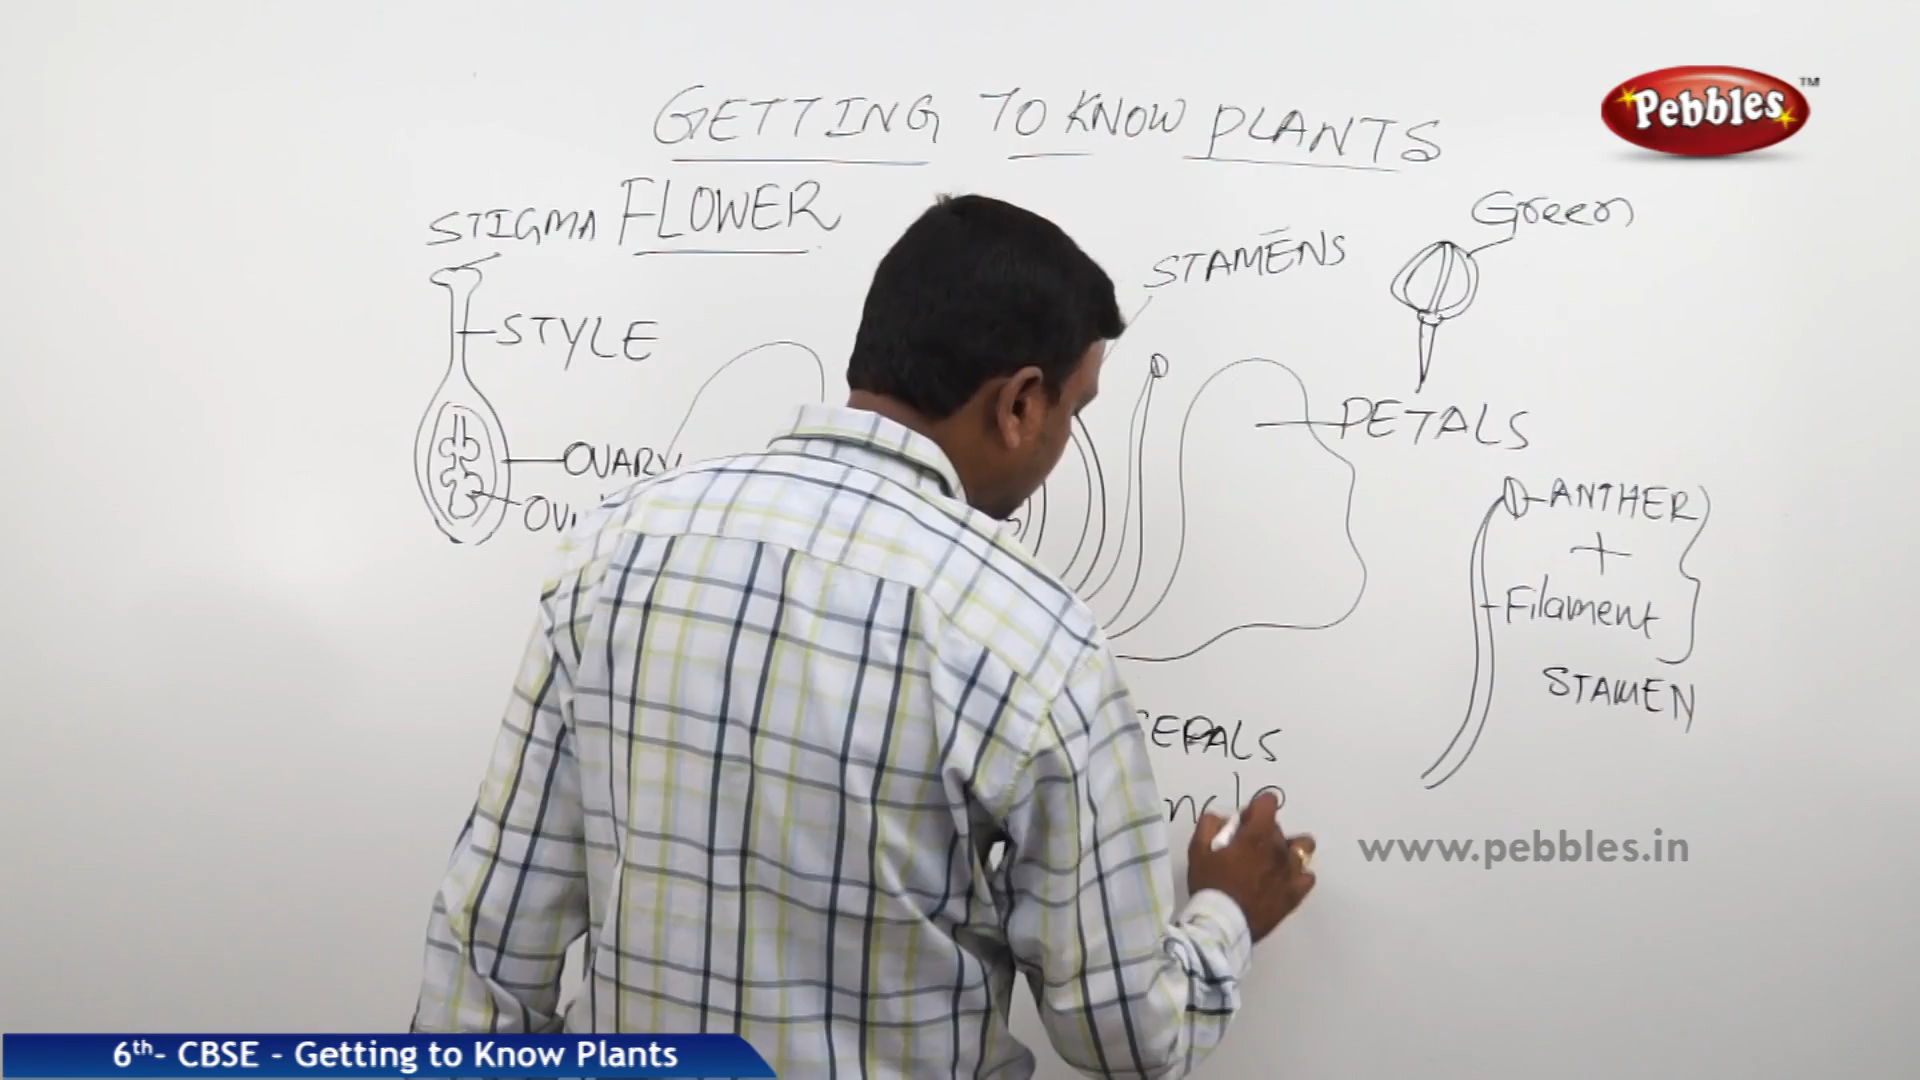 GETTING TO KNOW PLANTS
Pebbles TM
FLOWER
STIGMA
STAMENS
Green
STYLE
PETALS
OVARY
ANTHER
+
Filament
STAMEN
www.pebbles.in
6th- CBSE - Getting to Know Plants